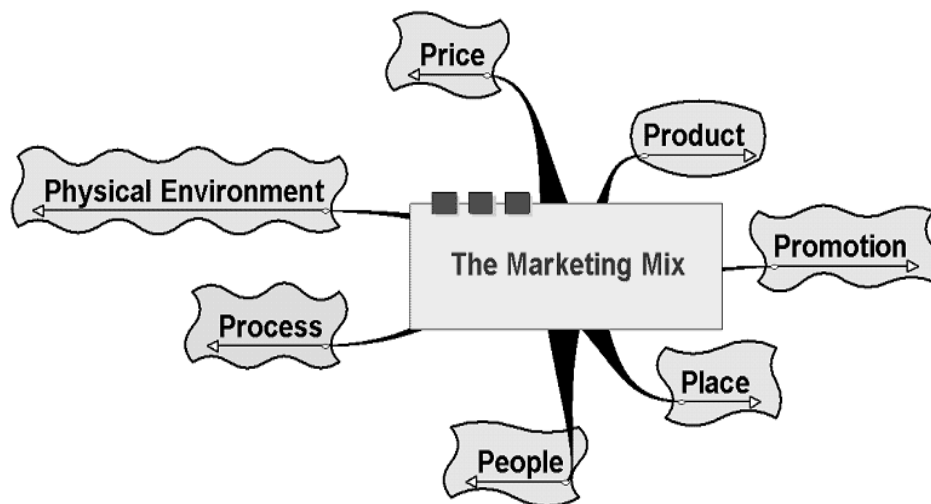 Price
Product
Physical Environment
The Marketing Mix
Promotion
Process
Place
People